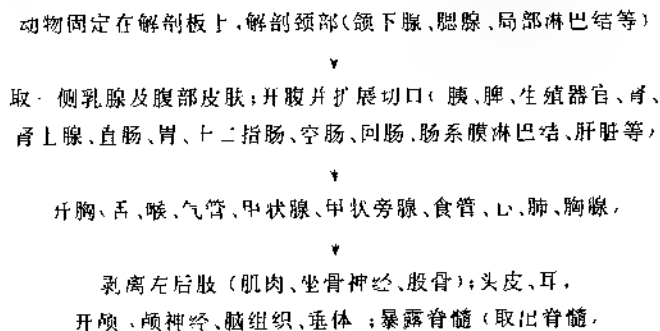 动物固定在解剖板上,解剖颈部(颌下腺、腮腺、局部淋巴结等)
取一侧乳腺及腹部皮肤;开腹并扩展切口(胰、脾、生殖器官、肾、
肾上腺、直肠、胃、十二指肠、空肠、回肠、肠系膜淋巴结、肝脏等)
开胸、舌、喉、气管、甲状腺、甲状旁腺、食管、心、肺、胸腺,
剥离左后肢(肌肉、坐骨神经、股骨);头皮、耳,
开颅、颅神经、脑组织、垂体;暴露脊髓(取出脊髓,